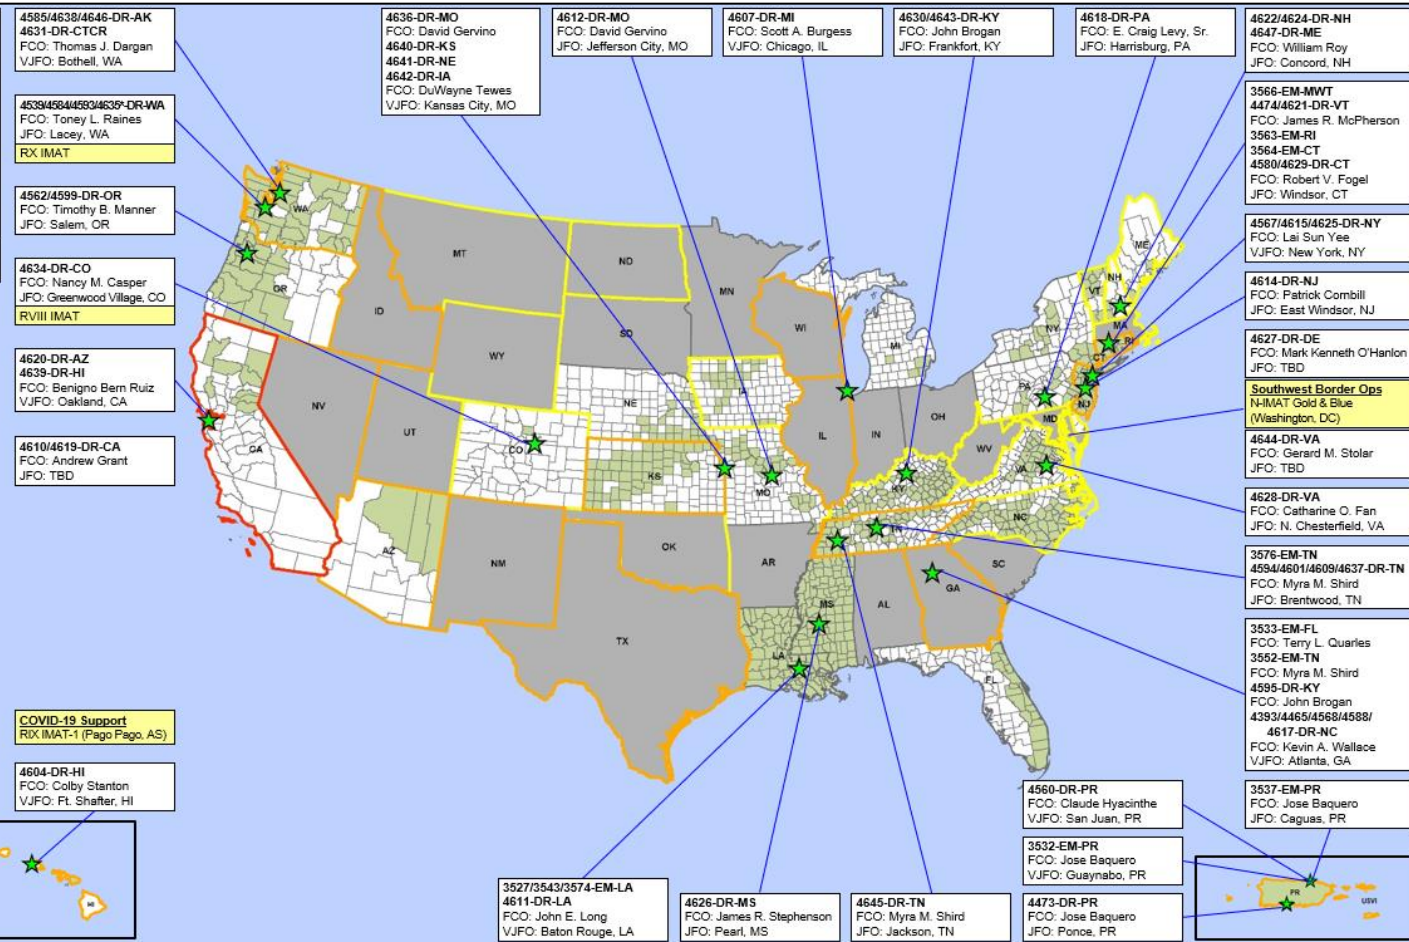 4585/4638/4646-DR-AK
4631-DR-CTCR
FCO: Thomas J. Dargan
VJFO: Bothell, WA
4539/4584/4593/4635*-DR-WA
FCO: Toney L. Raines
JFO: Lacey, WA
RX IMAT
4562/4599-DR-OR
FCO: Timothy B. Manner
JFO: Salem, OR
4634-DR-CO
FCO: Nancy M. Casper
JFO: Greenwood Village, CO
RVIII IMAT
4620-DR-AZ
4639-DR-HI
FCO: Benigno Bern Ruiz
VJFO: Oakland, CA
4610/4619-DR-CA
FCO: Andrew Grant
JFO: TBD
COVID-19 Support
RIX IMAT-1 (Pago Pago, AS)
4604-DR-HI
FCO: Colby Stanton
VJFO: Ft. Shafter, HI
4636-DR-MO
FCO: David Gervino
4640-DR-KS
4641-DR-NE
4642-DR-IA
FCO: DuWayne Tewes
VJFO: Kansas City, MO
4612-DR-MO
FCO: David Gervino
JFO: Jefferson City, MO
4607-DR-MI
FCO: Scott A. Burgess
VJFO: Chicago, IL
4630/4643-DR-KY
FCO: John Brogan
JFO: Frankfort, KY
4618-DR-PA
FCO: E. Craig Levy, Sr.
JFO: Harrisburg, PA
4622/4624-DR-NH
4647-DR-ME
FCO: William Roy
JFO: Concord, NH
3566-EM-MWT
4474/4621-DR-VT
FCO: James R. McPherson
3563-EM-RI
3564-EM-CT
4580/4629-DR-CT
FCO: Robert V. Fogel
JFO: Windsor, CT
4567/4615/4625-DR-NY
FCO: Lai Sun Yee
VJFO: New York, NY
4614-DR-NJ
FCO: Patrick Cornbill
JFO: East Windsor, NJ
4627-DR-DE
FCO: Mark Kenneth O'Hanlon
JFO: TBD
Southwest Border Ops
N-IMAT Gold & Blue
(Washington, DC)
4644-DR-VA
FCO: Gerard M. Stolar
JFO: TBD
4628-DR-VA
FCO: Catharine O. Fan
JFO: N. Chesterfield, VA
3576-EM-TN
4594/4601/4609/4637-DR-TN
FCO: Myra M. Shird
JFO: Brentwood, TN
3533-EM-FL
FCO: Terry L. Quarles
3552-EM-TN
FCO: Myra M. Shird
4595-DR-KY
FCO: John Brogan
4393/4465/4568/4588/
4617-DR-NC
FCO: Kevin A. Wallace
VJFO: Atlanta, GA
4560-DR-PR
FCO: Claude Hyacinthe
VJFO: San Juan, PR
3537-EM-PR
FCO: Jose Baquero
JFO: Caguas, PR
3532-EM-PR
FCO: Jose Baquero
VJFO: Guaynabo, PR
4473-DR-PR
FCO: Jose Baquero
JFO: Ponce, PR
3527/3543/3574-EM-LA
4611-DR-LA
FCO: John E. Long
VJFO: Baton Rouge, LA
4626-DR-MS
FCO: James R. Stephenson
JFO: Pearl, MS
4645-DR-TN
FCO: Myra M. Shird
JFO: Jackson, TN
WA
OR
CA
NV
ID
MT
WY
UT
AZ
CO
NM
ND
SD
NE
KS
OK
TX
MN
IA
MO
AR
LA
WI
IL
MI
IN
OH
KY
TN
MS
AL
GA
FL
SC
NC
VA
WV
MD
PA
NJ
NY
CT
RI
MA
VT
NH
ME
HI
PR
USVI